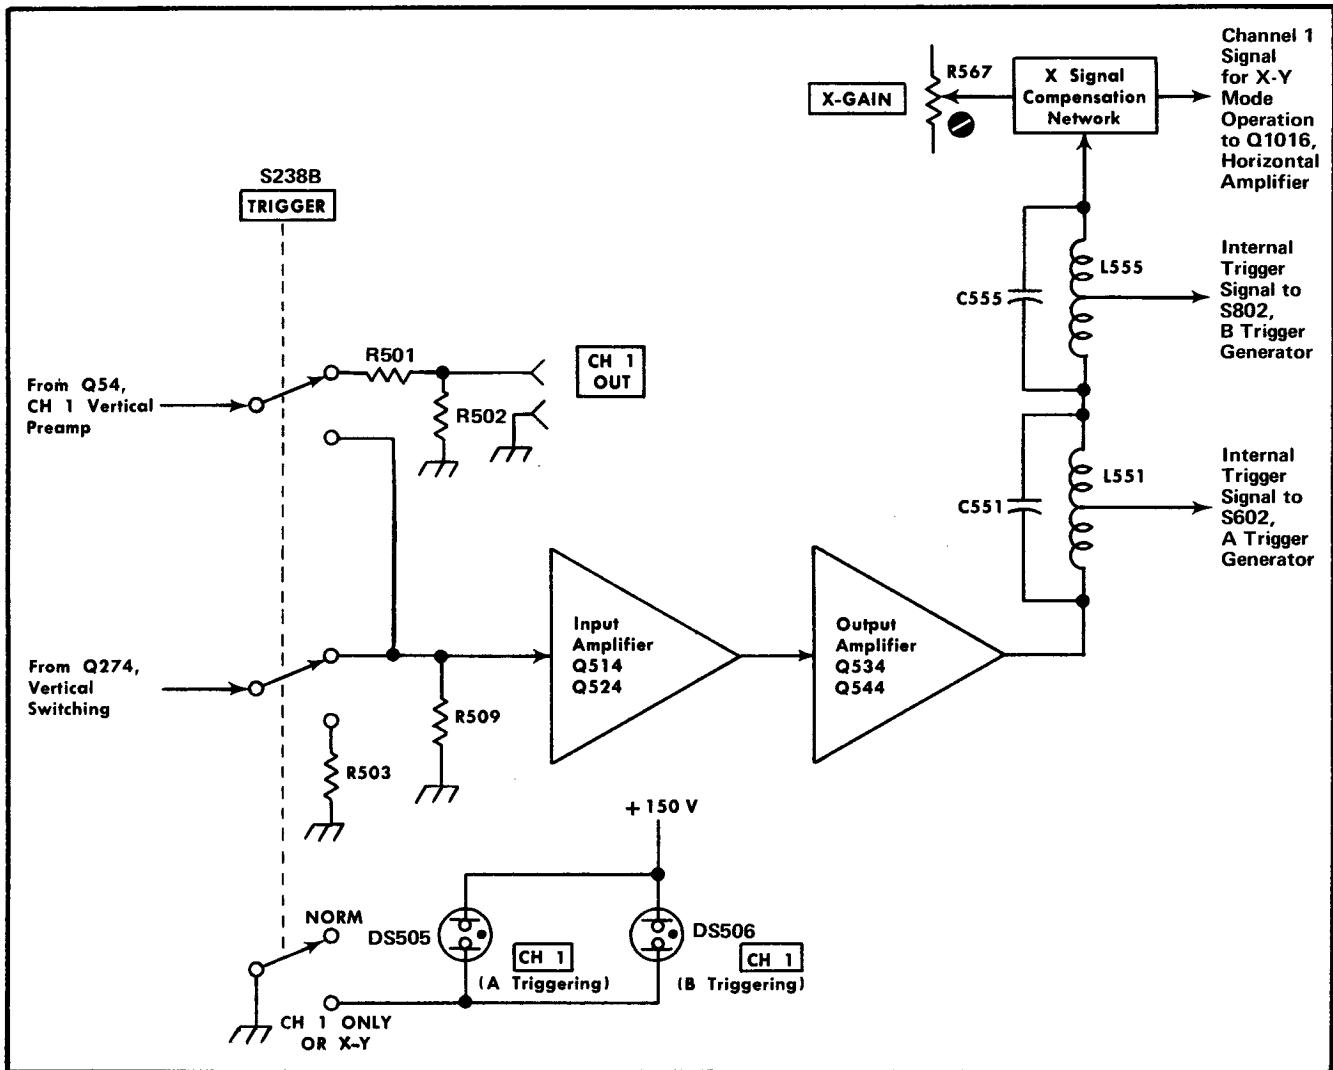 Channel 1
Signal
for X-Y
Mode
Operation
to Q1016,
Horizontal
Amplifier
R567
X-GAIN
X Signal
Compensation
Network
S238B
TRIGGER
L555
C555
Internal
Trigger
Signal to
S802,
B Trigger
Generator
R501
CH 1
OUT
From Q54,
CH 1 Vertical
Preamp
R502
L551
C551
Internal
Trigger
Signal to
S602,
A Trigger
Generator
Input
Amplifier
Q514
Q524
Output
Amplifier
Q534
Q544
From Q274,
Vertical
Switching
R509
R503
+150 V
NORM
DS505
CH 1
(A Triggering)
DS506
CH 1
(B Triggering)
CH 1 ONLY
OR X-Y